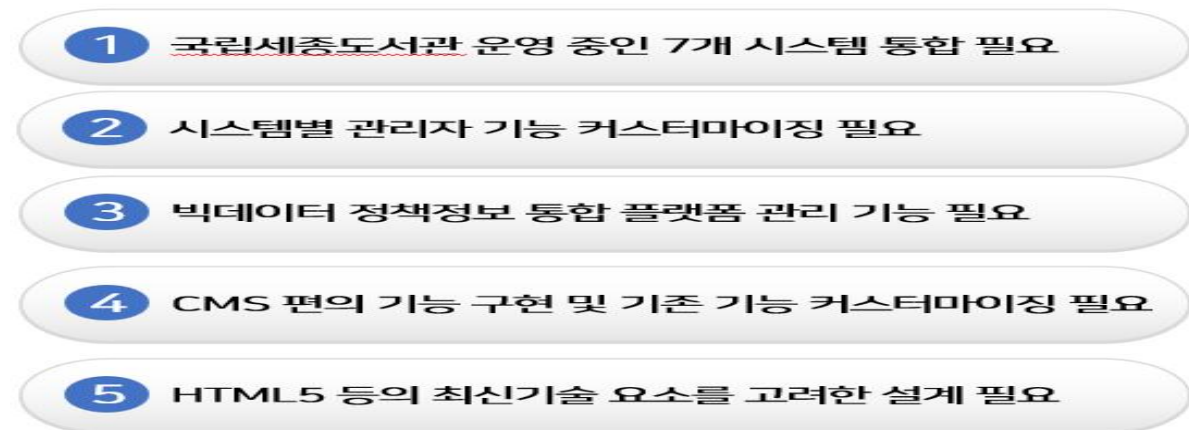 1 국립세종도서관 운영 중인 7개 시스템 통합 필요
2 시스템별 관리자 기능 커스터마이징 필요
3 빅데이터 정책정보 통합 플랫폼 관리 기능 필요
4 CMS 편의 기능 구현 및 기존 기능 커스터마이징 필요
5 HTML5 등의 최신기술 요소를 고려한 설계 필요